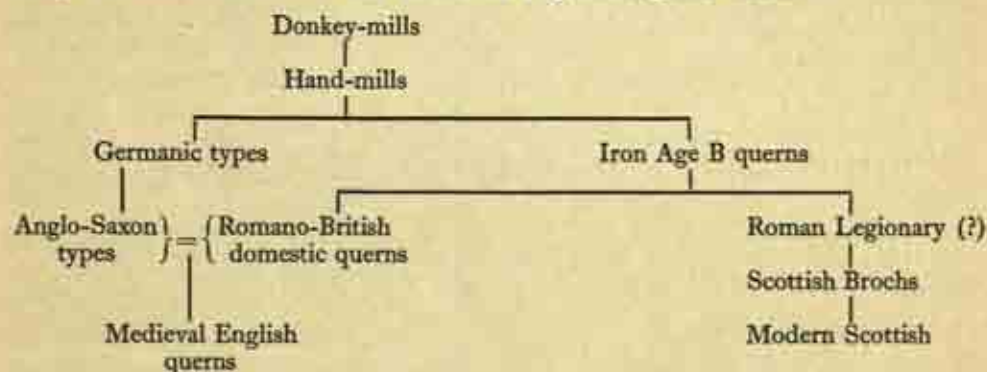 Donkey-mills
Hand-mills
Germanic types
Iron Age B querns
Anglo-Saxon } = { Romano-British
types domestic querns
Roman Legionary (?)
Scottish Brochs
Medieval English
querns
Modern Scottish